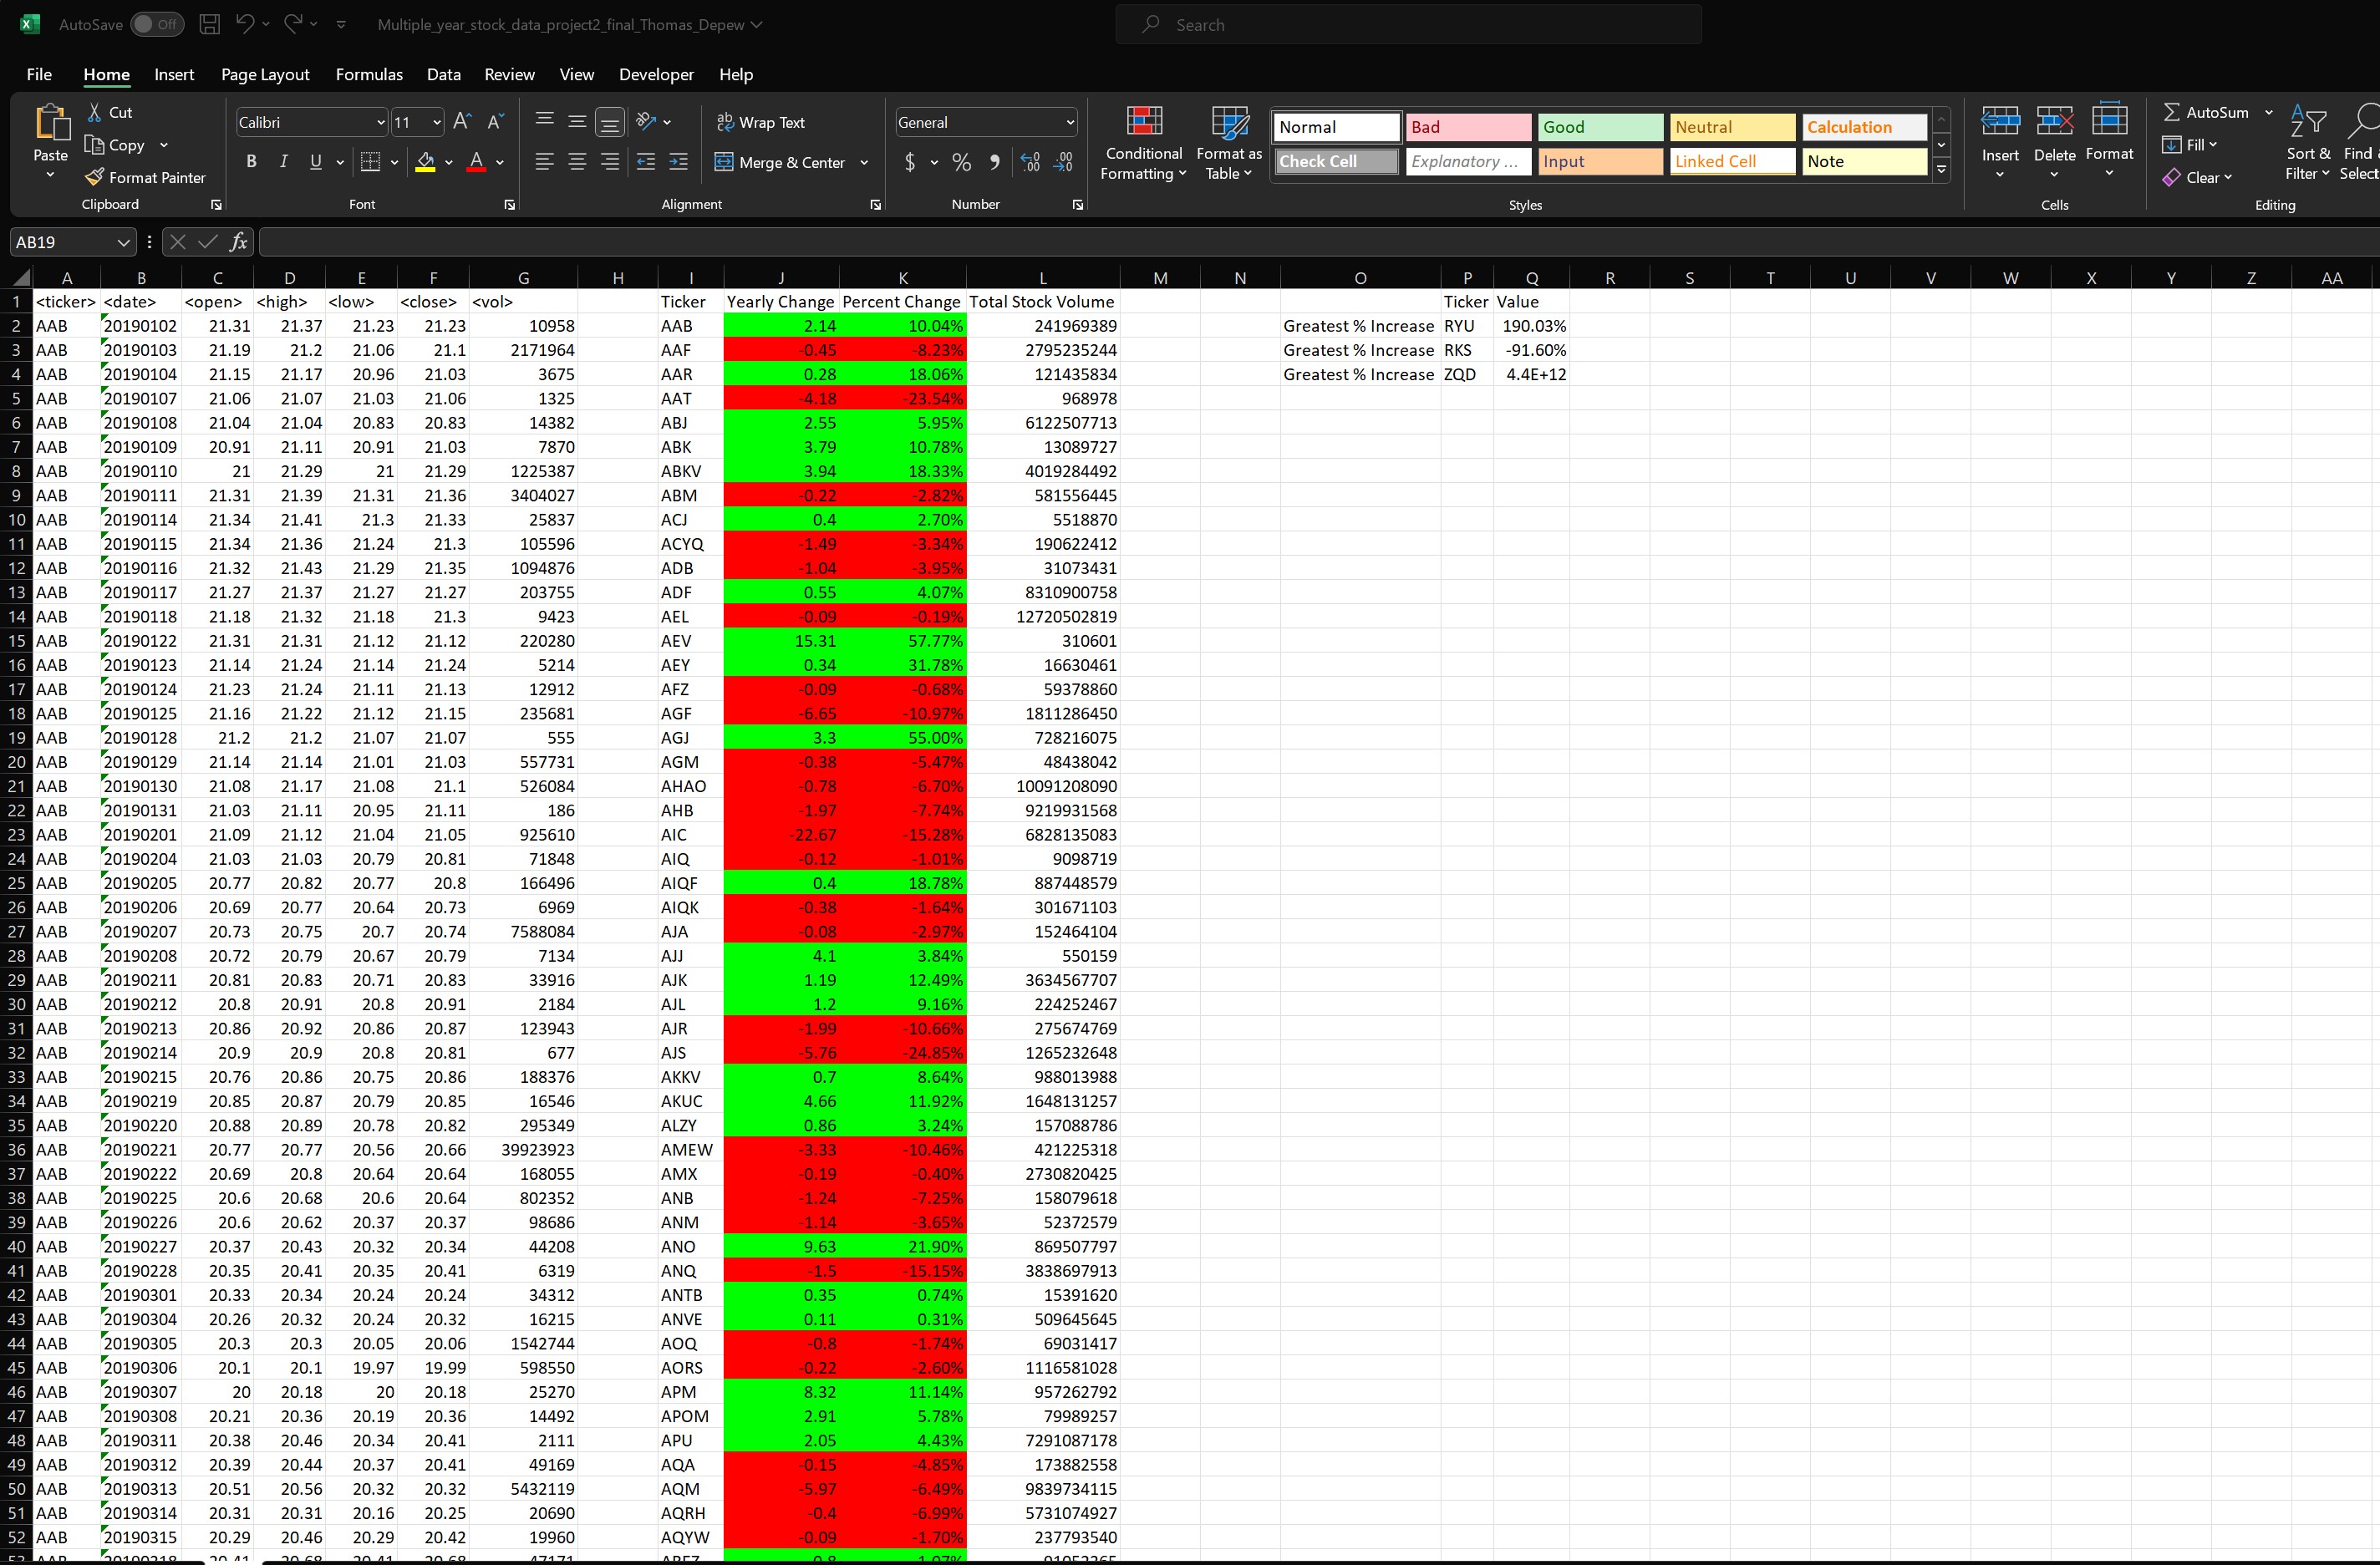 AutoSave Off Multiple_year_stock_data_project2_final_Thomas_Depew Search
File Home Insert Page Layout Formulas Data Review View Developer Help
Paste Cut Copy Format Painter Clipboard
Calibri 11 B I U A Font
ab Wrap Text Merge & Center Alignment
General $ % Number
Conditional Formatting Format as Table
Normal Bad Good Neutral Calculation
Check Cell Explanatory ... Input Linked Cell Note
Styles
Insert Delete Format Cells
AutoSum Fill Clear Sort & Filter Find & Select Editing
AB19 fx
A B C D E F G H I J K L M N O P Q R S T U V W X Y Z AA
1 <ticker> <date> <open> <high> <low> <close> <vol> Ticker Yearly Change Percent Change Total Stock Volume Ticker Value
2 AAB 20190102 21.31 21.37 21.23 21.23 10958 AAB 2.14 10.04% 241969389 Greatest % Increase RYU 190.03%
3 AAB 20190103 21.19 21.2 21.06 21.1 2171964 AAF -0.45 -8.23% 2795235244 Greatest % Increase RKS -91.60%
4 AAB 20190104 21.15 21.17 20.96 21.03 3675 AAR 0.28 18.06% 121435834 Greatest % Increase ZQD 4.4E+12
5 AAB 20190107 21.06 21.07 21.03 21.06 1325 AAT -4.18 -23.54% 968978
6 AAB 20190108 21.04 21.04 20.83 20.83 14382 ABJ 2.55 5.95% 6122507713
7 AAB 20190109 20.91 21.11 20.91 21.03 7870 ABK 3.79 10.78% 13089727
8 AAB 20190110 21 21.29 21 21.29 1225387 ABKV 3.94 18.33% 4019284492
9 AAB 20190111 21.31 21.39 21.31 21.36 3404027 ABM -0.22 -2.82% 581556445
10 AAB 20190114 21.34 21.41 21.3 21.33 25837 ACJ 0.4 2.70% 5518870
11 AAB 20190115 21.34 21.36 21.24 21.3 105596 ACYQ -1.49 -3.34% 190622412
12 AAB 20190116 21.32 21.43 21.29 21.35 1094876 ADB -1.04 -3.95% 31073431
13 AAB 20190117 21.27 21.37 21.27 21.27 203755 ADF 0.55 4.07% 8310900758
14 AAB 20190118 21.18 21.32 21.18 21.3 9423 AEL -0.09 -0.19% 12720502819
15 AAB 20190122 21.31 21.31 21.12 21.12 220280 AEV 15.31 57.77% 310601
16 AAB 20190123 21.14 21.24 21.14 21.24 5214 AEY 0.34 31.78% 16630461
17 AAB 20190124 21.23 21.24 21.11 21.13 12912 AFZ -0.09 -0.68% 59378860
18 AAB 20190125 21.16 21.22 21.12 21.15 235681 AGF -6.65 -10.97% 1811286450
19 AAB 20190128 21.2 21.2 21.07 21.07 555 AGJ 3.3 55.00% 728216075
20 AAB 20190129 21.14 21.14 21.01 21.03 557731 AGM -0.38 -5.47% 48438042
21 AAB 20190130 21.08 21.17 21.08 21.1 526084 AHAO -0.78 -6.70% 10091208090
22 AAB 20190131 21.03 21.11 20.95 21.11 186 AHB -1.97 -7.74% 9219931568
23 AAB 20190201 21.09 21.12 21.04 21.05 925610 AIC -22.67 -15.28% 6828135083
24 AAB 20190204 21.03 21.03 20.79 20.81 71848 AIQ -0.12 -1.01% 9098719
25 AAB 20190205 20.77 20.82 20.77 20.8 166496 AIQF 0.4 18.78% 887448579
26 AAB 20190206 20.69 20.77 20.64 20.73 6969 AIQK -0.38 -1.64% 301671103
27 AAB 20190207 20.73 20.75 20.7 20.74 7588084 AJA -0.08 -2.97% 152464104
28 AAB 20190208 20.72 20.79 20.67 20.79 7134 AJJ 4.1 3.84% 550159
29 AAB 20190211 20.81 20.83 20.71 20.83 33916 AJK 1.19 12.49% 3634567707
30 AAB 20190212 20.8 20.91 20.8 20.91 2184 AJL 1.2 9.16% 224252467
31 AAB 20190213 20.86 20.92 20.86 20.87 123943 AJR -1.99 -10.66% 275674769
32 AAB 20190214 20.9 20.9 20.8 20.81 677 AJS -5.76 -24.85% 1265232648
33 AAB 20190215 20.76 20.86 20.75 20.86 188376 AKKV 0.7 8.64% 988013988
34 AAB 20190219 20.85 20.87 20.79 20.85 16546 AKUC 4.66 11.92% 1648131257
35 AAB 20190220 20.88 20.89 20.78 20.82 295349 ALZY 0.86 3.24% 157088786
36 AAB 20190221 20.77 20.77 20.56 20.66 39923923 AMEW -3.33 -10.46% 421225318
37 AAB 20190222 20.69 20.8 20.64 20.64 168055 AMX -0.19 -0.40% 2730820425
38 AAB 20190225 20.6 20.68 20.6 20.64 802352 ANB -1.24 -7.25% 158079618
39 AAB 20190226 20.6 20.62 20.37 20.37 98686 ANM -1.14 -3.65% 52372579
40 AAB 20190227 20.37 20.43 20.32 20.34 44208 ANO 9.63 21.90% 869507797
41 AAB 20190228 20.35 20.41 20.35 20.41 6319 ANQ -1.5 -15.15% 3838697913
42 AAB 20190301 20.33 20.34 20.24 20.24 34312 ANTB 0.35 0.74% 15391620
43 AAB 20190304 20.26 20.32 20.24 20.32 16215 ANVE 0.11 0.31% 509645645
44 AAB 20190305 20.3 20.3 20.05 20.06 1542744 AOQ -0.8 -1.74% 69031417
45 AAB 20190306 20.1 20.1 19.97 19.99 598550 AORS -0.22 -2.60% 1116581028
46 AAB 20190307 20 20.18 20 20.18 25270 APM 8.32 11.14% 957262792
47 AAB 20190308 20.21 20.36 20.19 20.36 14492 APOM 2.91 5.78% 79989257
48 AAB 20190311 20.38 20.46 20.34 20.41 2111 APU 2.05 4.43% 7291087178
49 AAB 20190312 20.39 20.44 20.37 20.41 49169 AQA -0.15 -4.85% 173882558
50 AAB 20190313 20.51 20.56 20.32 20.32 5432119 AQM -5.97 -6.49% 9839734115
51 AAB 20190314 20.31 20.31 20.16 20.25 20690 AQRH -0.4 -6.99% 5731074927
52 AAB 20190315 20.29 20.46 20.29 20.42 19960 AQYW -0.09 -1.70% 237793540